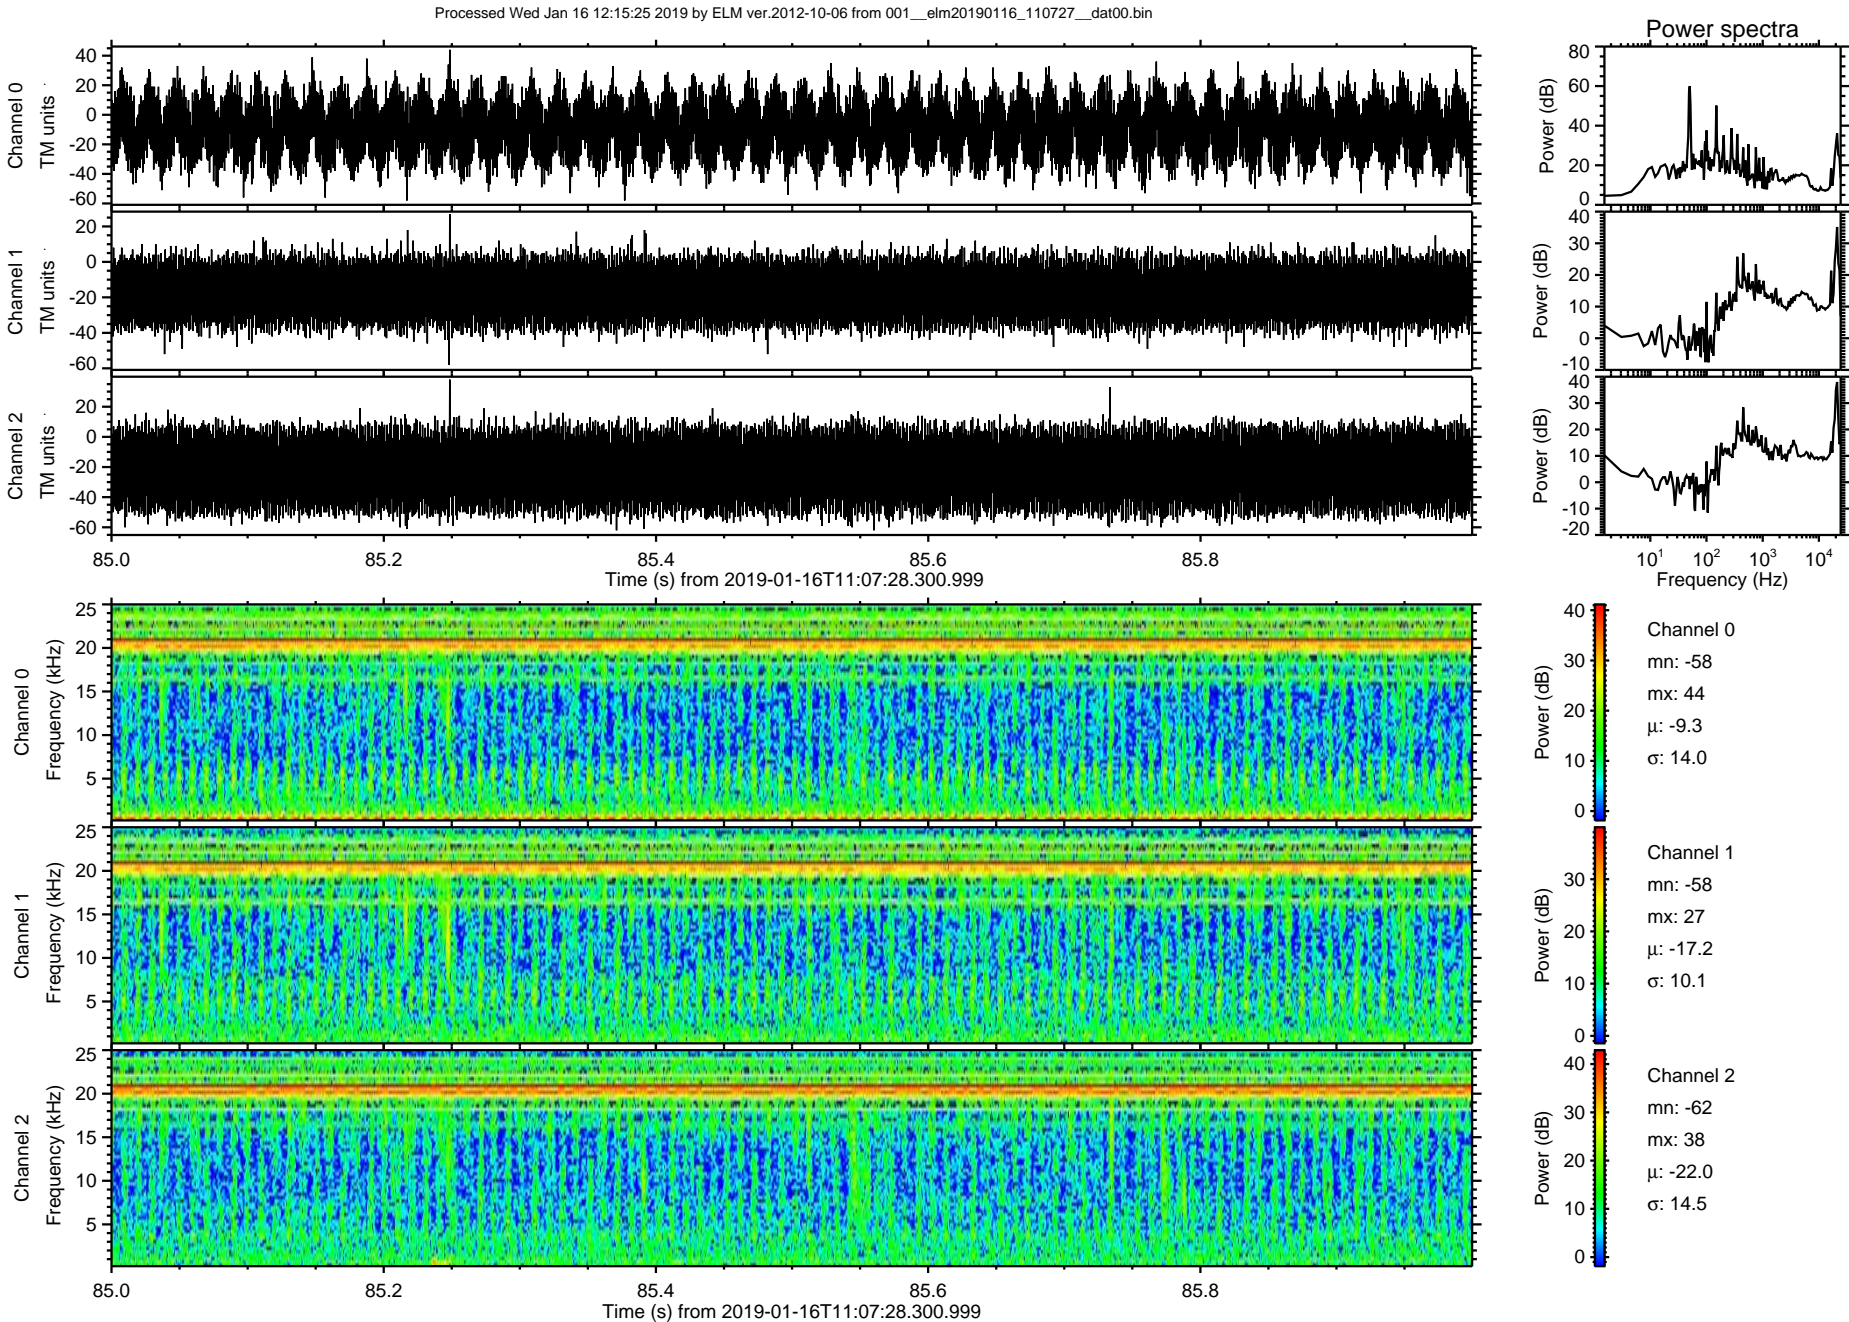 Processed Wed Jan 16 12:15:25 2019 by ELM ver.2012-10-06 from 001__elm20190116_110727__dat00.bin
Power spectra
Channel 0
TM units
40
20
0
-20
-40
-60
Power (dB)
80
60
40
20
0
Channel 1
TM units
20
0
-20
-40
-60
Power (dB)
40
30
20
10
0
-10
Channel 2
TM units
20
0
-20
-40
-60
Power (dB)
40
30
20
10
0
-10
-20
85.0 85.2 85.4 85.6 85.8
Time (s) from 2019-01-16T11:07:28.300.999
10¹ 10² 10³ 10⁴
Frequency (Hz)
Channel 0
Frequency (kHz)
25
20
15
10
5
Power (dB)
40
30
20
10
0
Channel 0
mn: -58
mx: 44
μ: -9.3
σ: 14.0
Channel 1
Frequency (kHz)
25
20
15
10
5
Power (dB)
30
20
10
0
Channel 1
mn: -58
mx: 27
μ: -17.2
σ: 10.1
Channel 2
Frequency (kHz)
25
20
15
10
5
Power (dB)
40
30
20
10
0
Channel 2
mn: -62
mx: 38
μ: -22.0
σ: 14.5
85.0 85.2 85.4 85.6 85.8
Time (s) from 2019-01-16T11:07:28.300.999